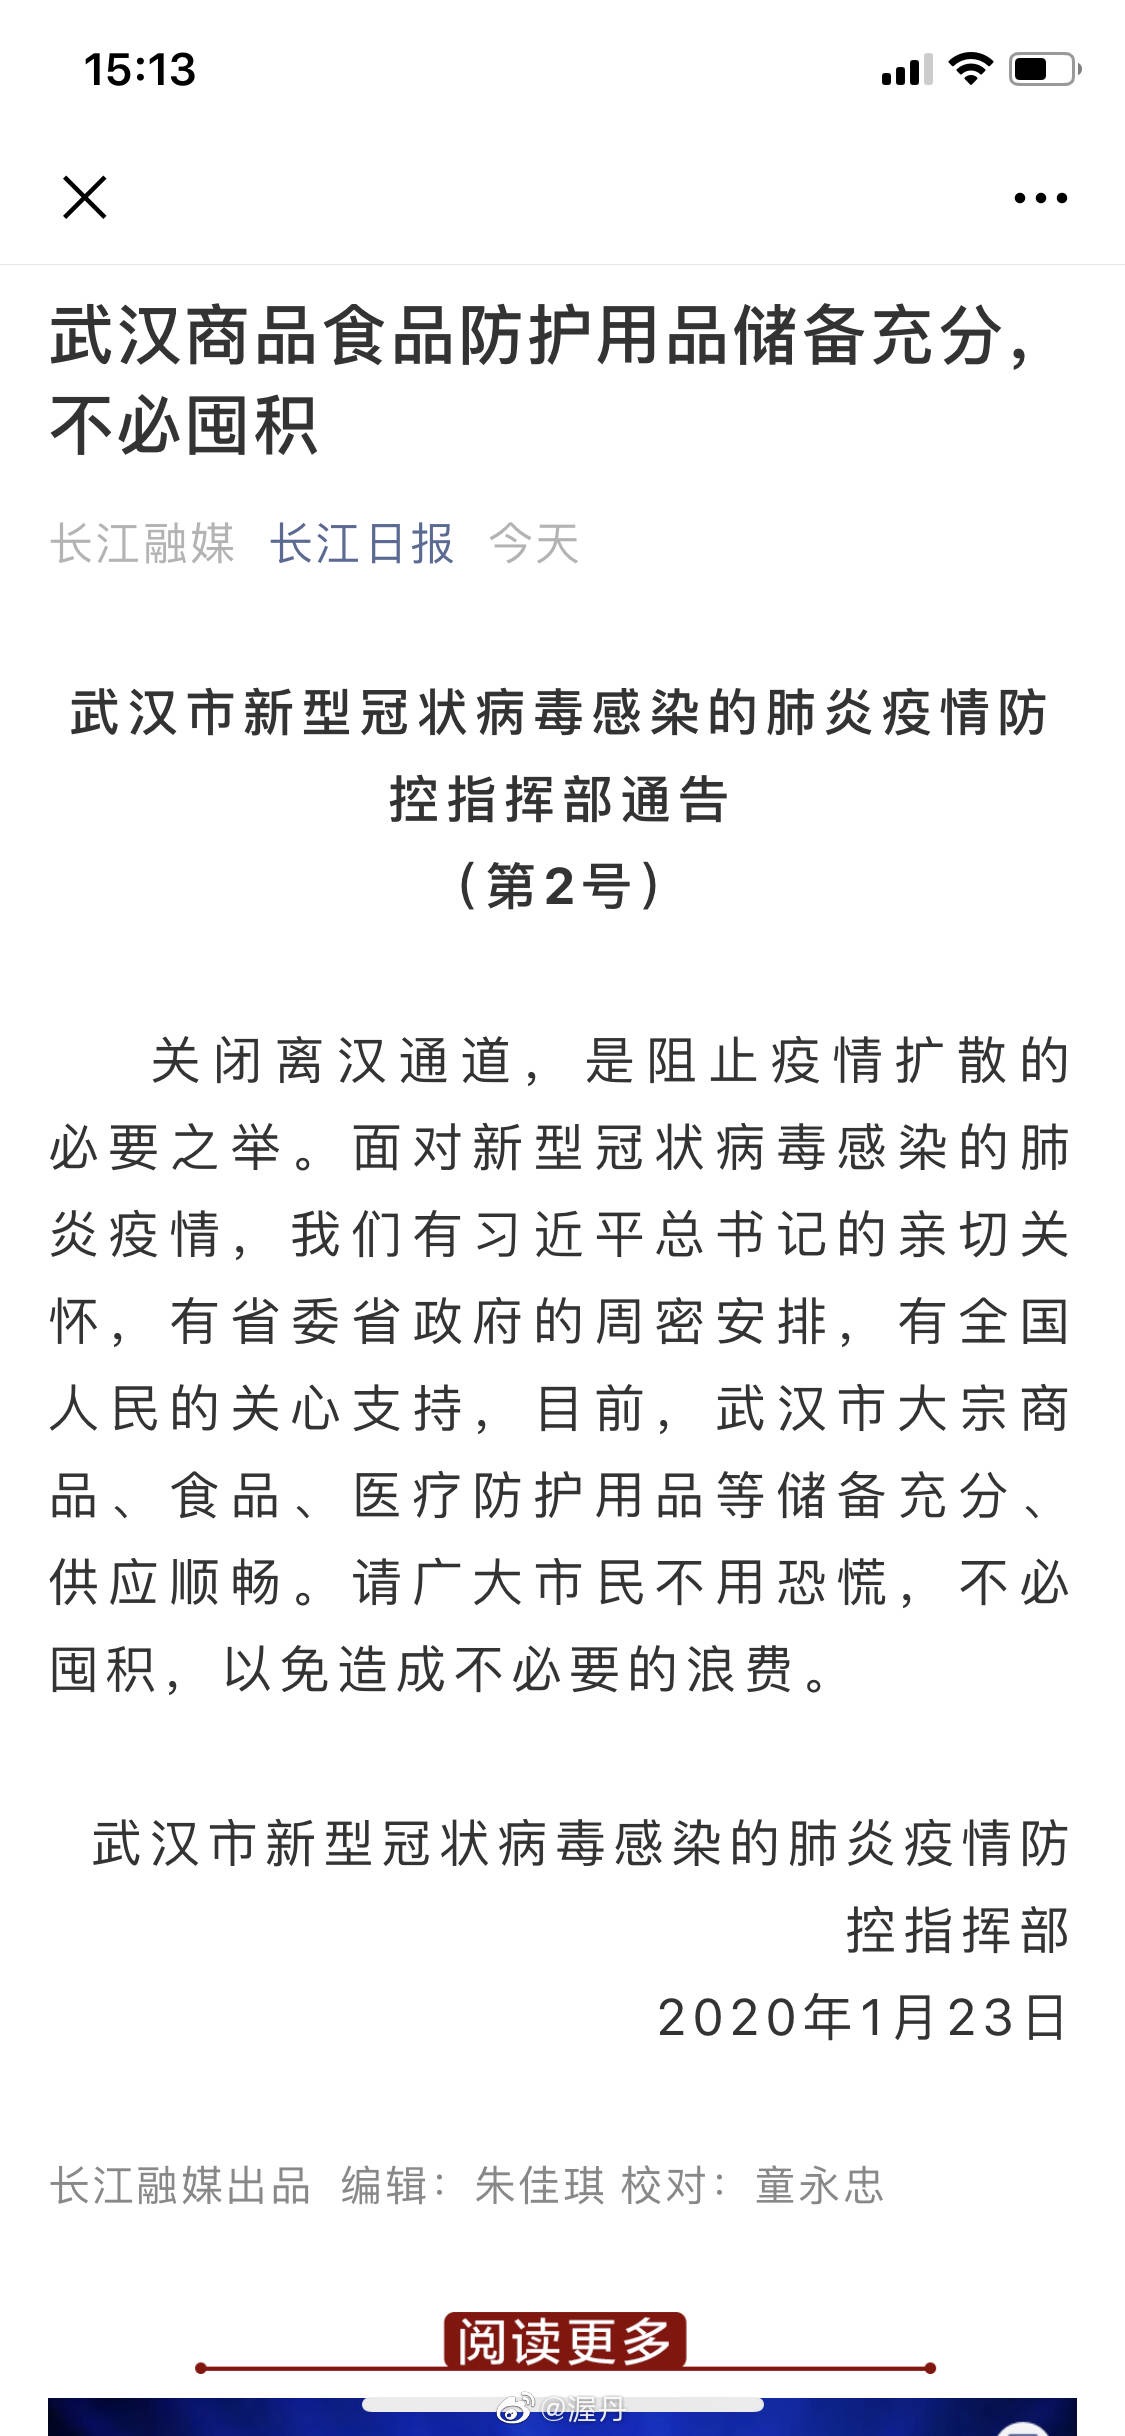 15:13
武汉商品食品防护用品储备充分，
不必囤积
长江融媒 长江日报 今天
武汉市新型冠状病毒感染的肺炎疫情防
控指挥部通告
（第2号）
关闭离汉通道，是阻止疫情扩散的
必要之举。面对新型冠状病毒感染的肺
炎疫情，我们有习近平总书记的亲切关
怀，有省委省政府的周密安排，有全国
人民的关心支持，目前，武汉市大宗商
品、食品、医疗防护用品等储备充分、
供应顺畅。请广大市民不用恐慌，不必
囤积，以免造成不必要的浪费。
武汉市新型冠状病毒感染的肺炎疫情防
控指挥部
2020年1月23日
长江融媒出品 编辑：朱佳琪 校对：童永忠
阅读更多
@渥丹